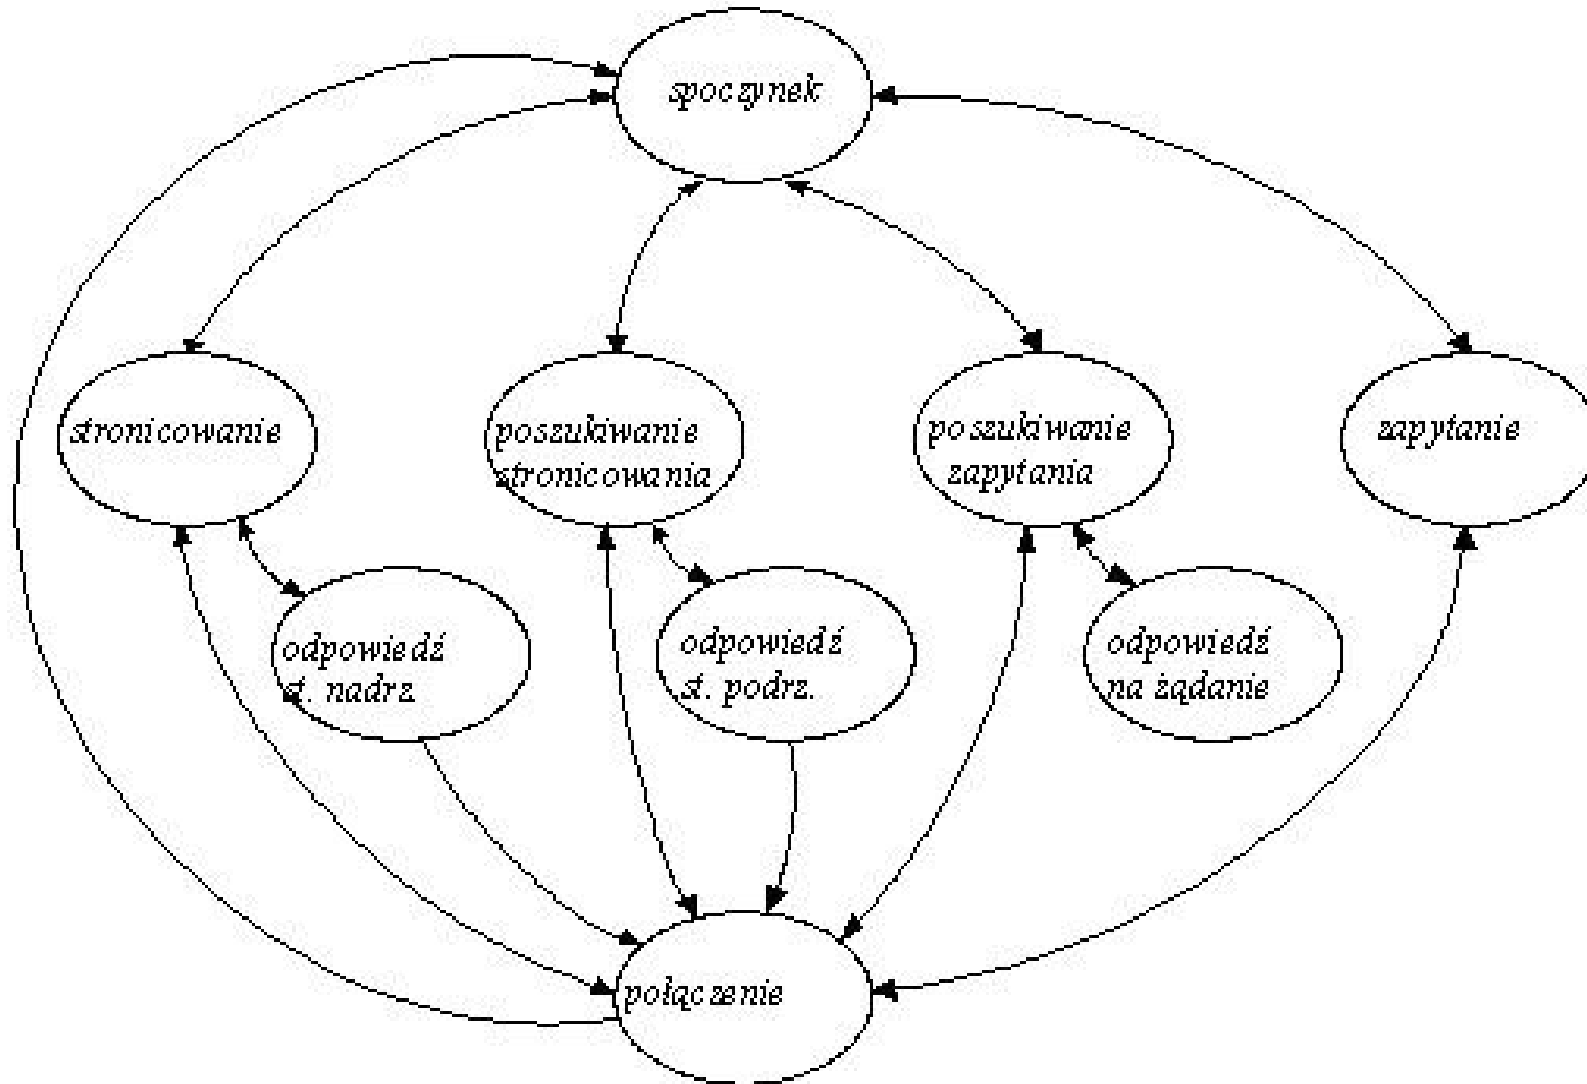 spoczynek
stronicowanie
poszukiwanie
stronicowania
poszukiwanie
zapytania
zapytanie
odpowiedź
st. nadrz.
odpowiedź
st. podrz.
odpowiedź
na żądanie
połączenie